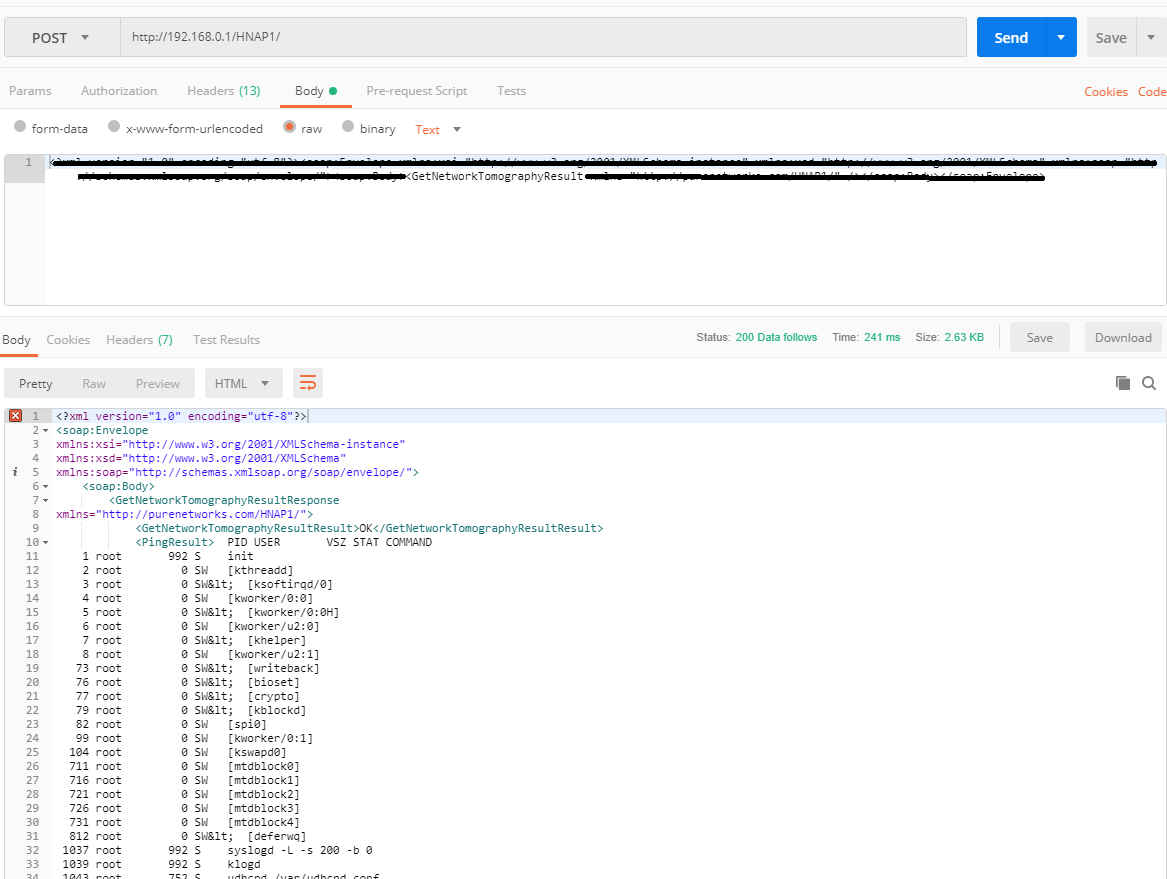 POST http://192.168.0.1/HNAP1/ Send Save
Params Authorization Headers (13) Body Pre-request Script Tests Cookies Code
form-data x-www-form-urlencoded raw binary Text
1
<GetNetworkTomographyResult
Body Cookies Headers (7) Test Results Status: 200 Data follows Time: 241 ms Size: 2.63 KB Save Download
Pretty Raw Preview HTML
1 <?xml version="1.0" encoding="utf-8"?>
2 <soap:Envelope
3 xmlns:xsi="http://www.w3.org/2001/XMLSchema-instance"
4 xmlns:xsd="http://www.w3.org/2001/XMLSchema"
i 5 xmlns:soap="http://schemas.xmlsoap.org/soap/envelope/">
6 <soap:Body>
7 <GetNetworkTomographyResultResponse
8 xmlns="http://purenetworks.com/HNAP1/">
9 <GetNetworkTomographyResultResult>OK</GetNetworkTomographyResultResult>
10 <PingResult> PID USER VSZ STAT COMMAND
11 1 root 992 S init
12 2 root 0 SW [kthreadd]
13 3 root 0 SW&lt; [ksoftirqd/0]
14 4 root 0 SW [kworker/0:0]
15 5 root 0 SW&lt; [kworker/0:0H]
16 6 root 0 SW [kworker/u2:0]
17 7 root 0 SW&lt; [khelper]
18 8 root 0 SW [kworker/u2:1]
19 73 root 0 SW&lt; [writeback]
20 76 root 0 SW&lt; [bioset]
21 77 root 0 SW&lt; [crypto]
22 79 root 0 SW&lt; [kblockd]
23 82 root 0 SW [spi0]
24 99 root 0 SW [kworker/0:1]
25 104 root 0 SW [kswapd0]
26 711 root 0 SW [mtdblock0]
27 716 root 0 SW [mtdblock1]
28 721 root 0 SW [mtdblock2]
29 726 root 0 SW [mtdblock3]
30 731 root 0 SW [mtdblock4]
31 812 root 0 SW&lt; [deferwq]
32 1037 root 992 S syslogd -L -s 200 -b 0
33 1039 root 992 S klogd
34 1043 root 752 S udhcpd /var/udhcpd.conf